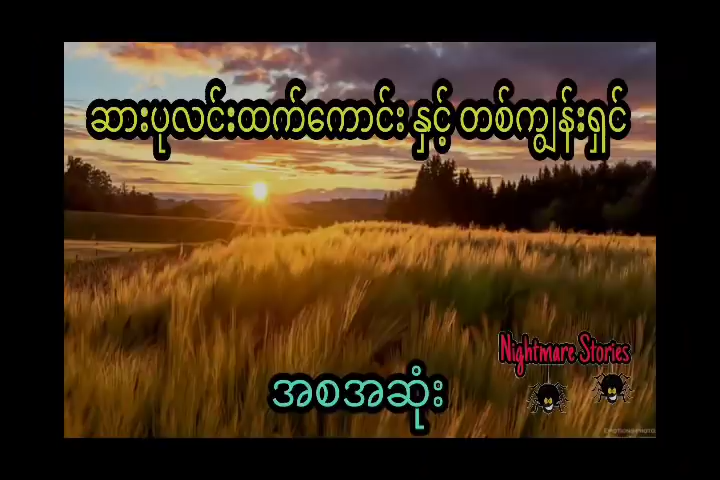 ဆားပုလင်းထက်ကောင်း နှင့် တစ်ကျွန်းရှင်
Nightmare Stories
အစအဆုံး